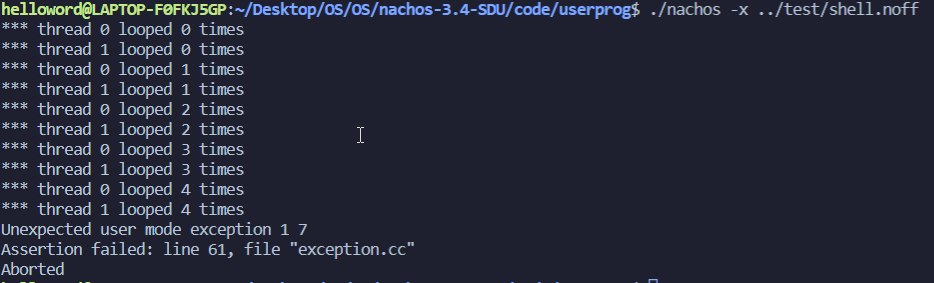 helloword@LAPTOP-F0FKJ5GP:~/Desktop/OS/OS/nachos-3.4-SDU/code/userprog$ ./nachos -x ../test/shell.noff
*** thread 0 looped 0 times
*** thread 1 looped 0 times
*** thread 0 looped 1 times
*** thread 1 looped 1 times
*** thread 0 looped 2 times
*** thread 1 looped 2 times
*** thread 0 looped 3 times
*** thread 1 looped 3 times
*** thread 0 looped 4 times
*** thread 1 looped 4 times
Unexpected user mode exception 1 7
Assertion failed: line 61, file "exception.cc"
Aborted